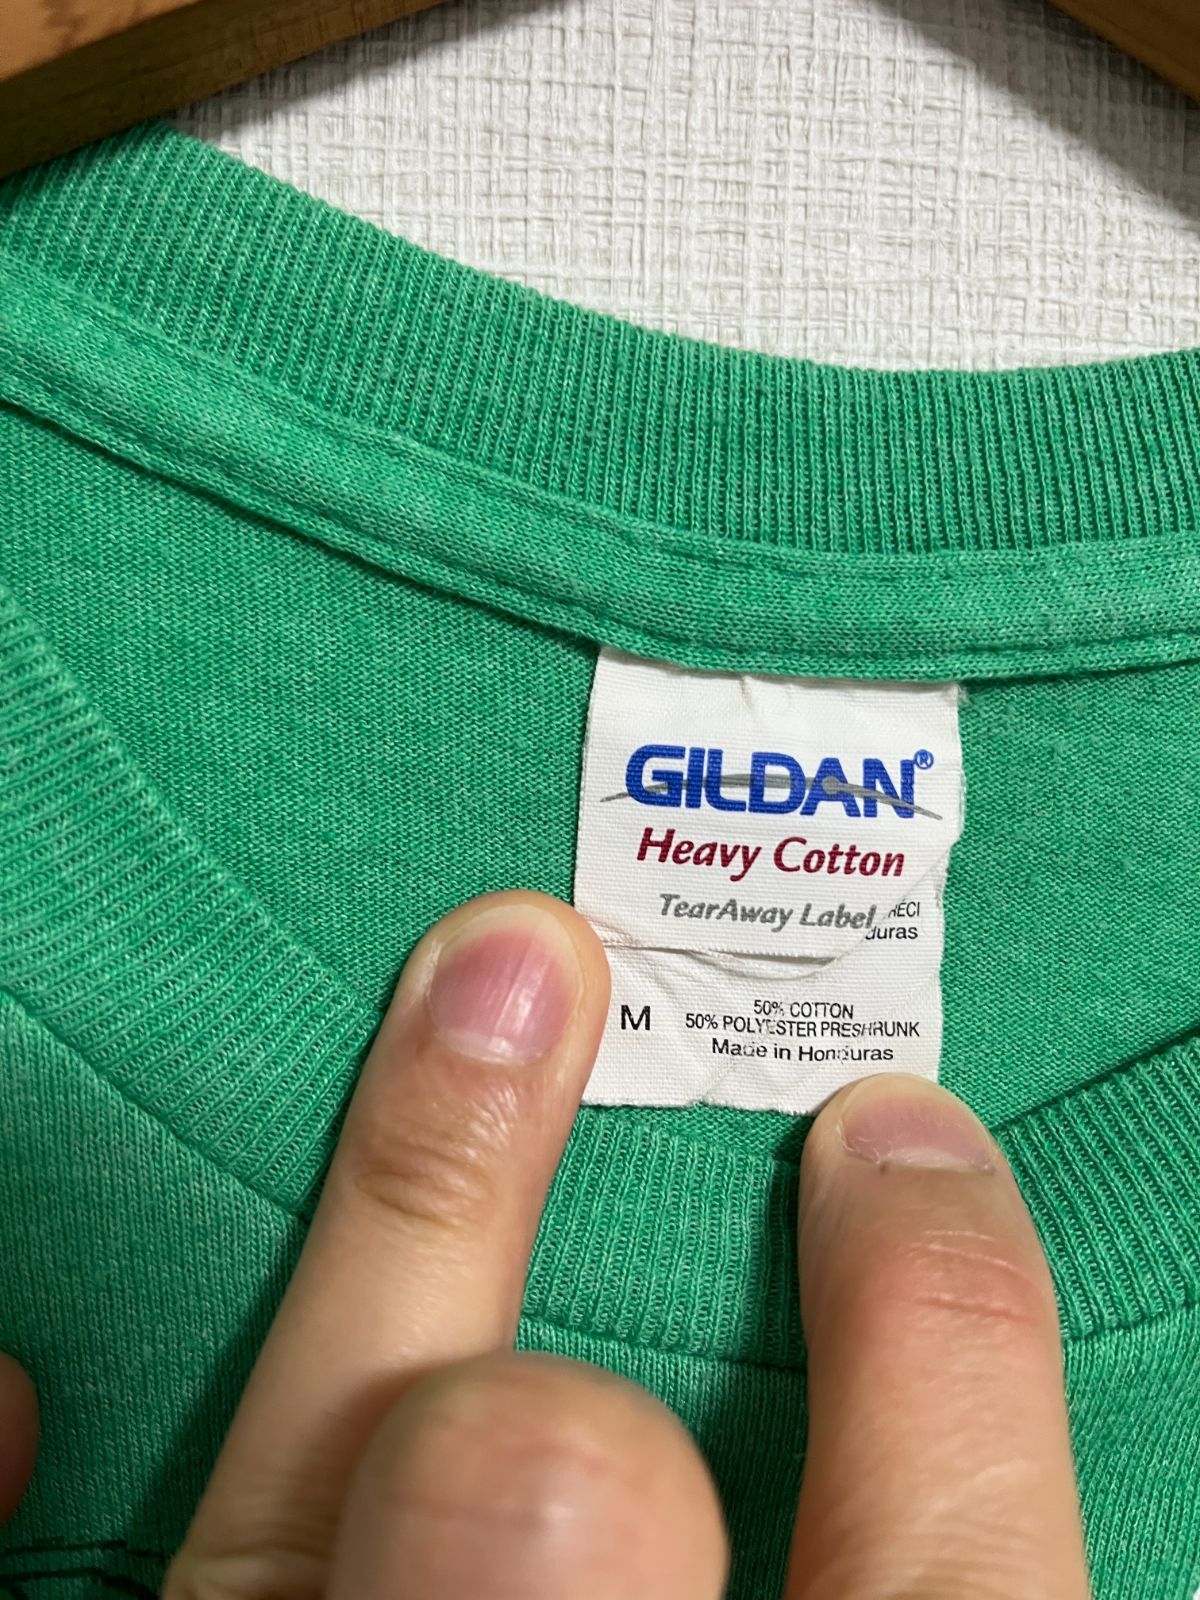 GILDAN®
Heavy Cotton
TearAway Label
M
50% COTTON
50% POLYESTER PRESHRUNK
Made in Honduras